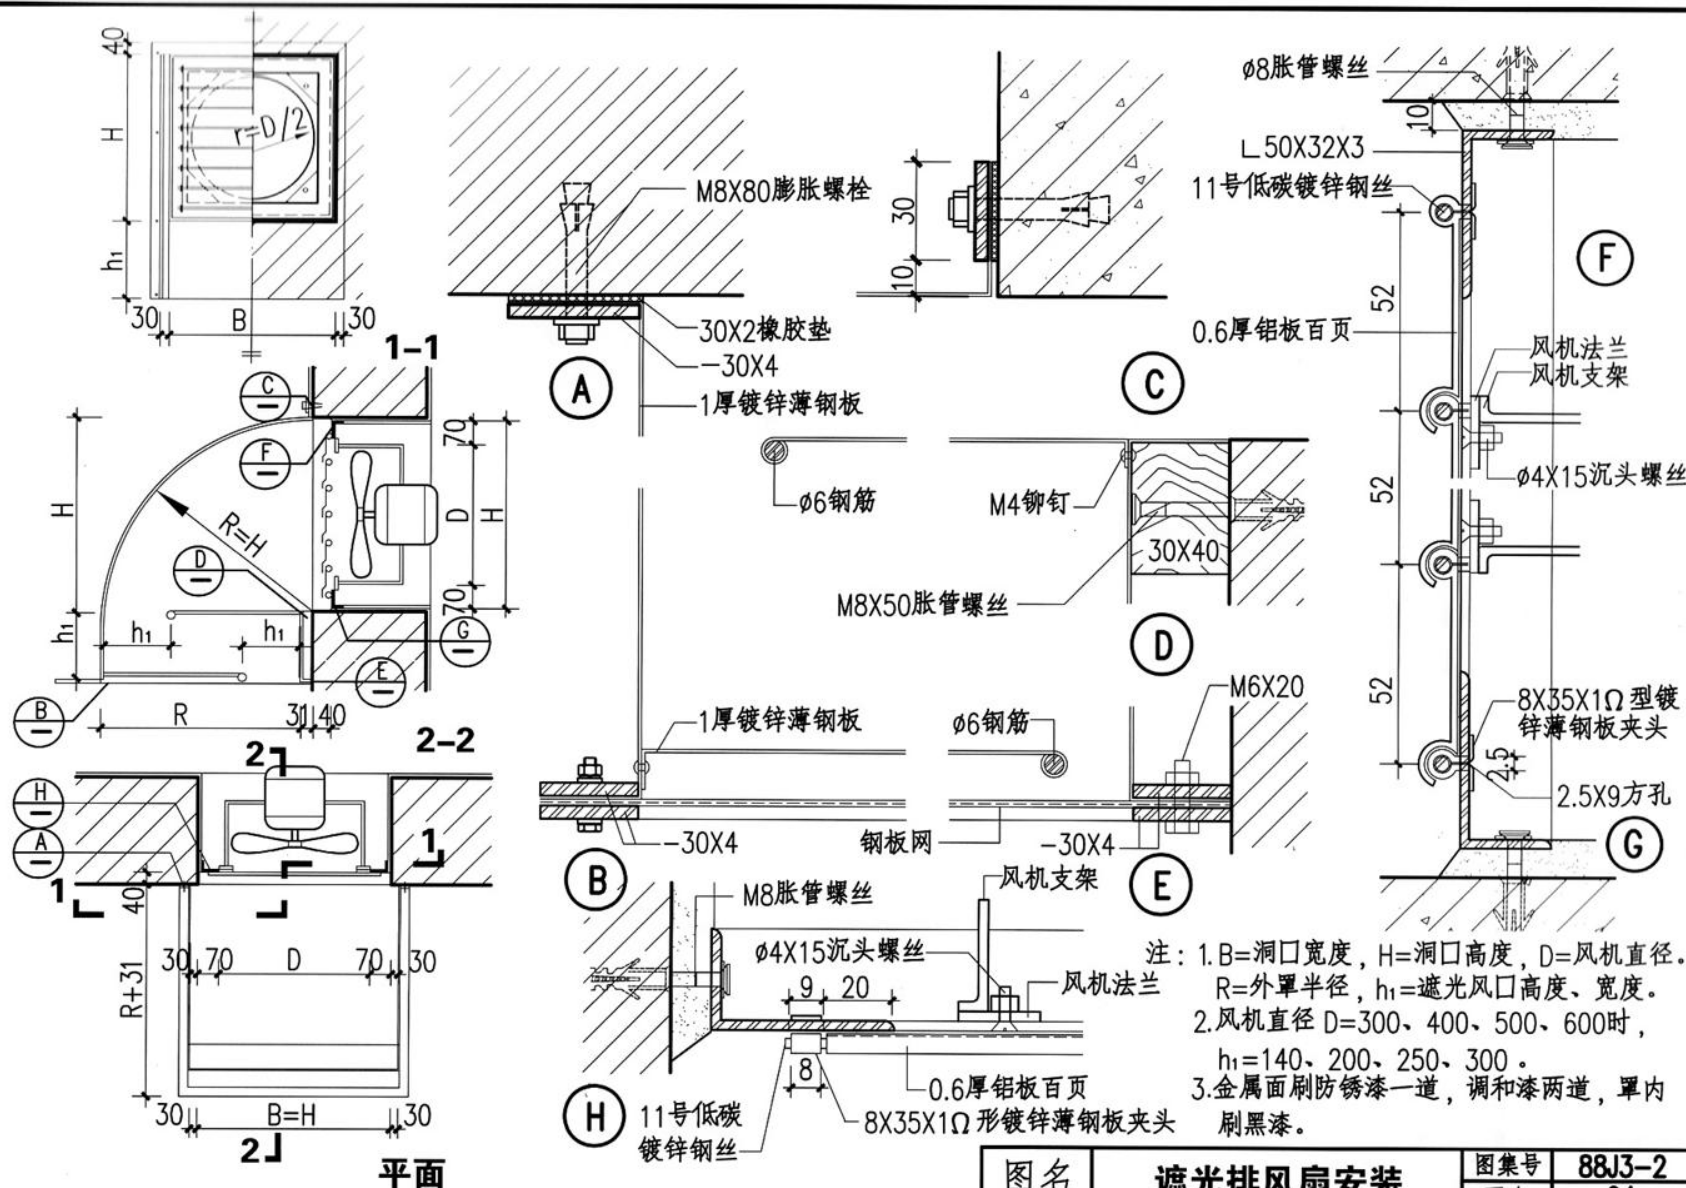 40
H
h₁
30
B
30
r=D/2
1-1
M8X80膨胀螺栓
30X2橡胶垫
-30X4
1厚镀锌薄钢板
A
30
10
C
ø8胀管螺丝
10
∟50X32X3
11号低碳镀锌钢丝
F
52
0.6厚铝板百页
风机法兰
风机支架
52
ø4X15沉头螺丝
52
8X35X1Ω型镀
锌薄钢板夹头
2.5
2.5X9方孔
G
C
F
H
R=H
D
70
D
H
70
h₁
h₁
h₁
G
E
B
R
31
40
2-2
ø6钢筋
M4铆钉
30X40
M8X50胀管螺丝
D
1厚镀锌薄钢板
ø6钢筋
M6X20
-30X4
钢板网
-30X4
B
E
2
H
A
1
1
40
30
70
D
70
30
R+31
30
B=H
30
2
平面
M8胀管螺丝
风机支架
ø4X15沉头螺丝
9
20
风机法兰
8
0.6厚铝板百页
H
11号低碳
镀锌钢丝
8X35X1Ω形镀锌薄钢板夹头
注：1.B=洞口宽度，H=洞口高度，D=风机直径。
R=外罩半径，h₁=遮光风口高度、宽度。
2.风机直径 D=300、400、500、600时，
h₁=140、200、250、300。
3.金属面刷防锈漆一道，调和漆两道，罩内
刷黑漆。
图名
遮光排风扇安装
图集号
88J3-2